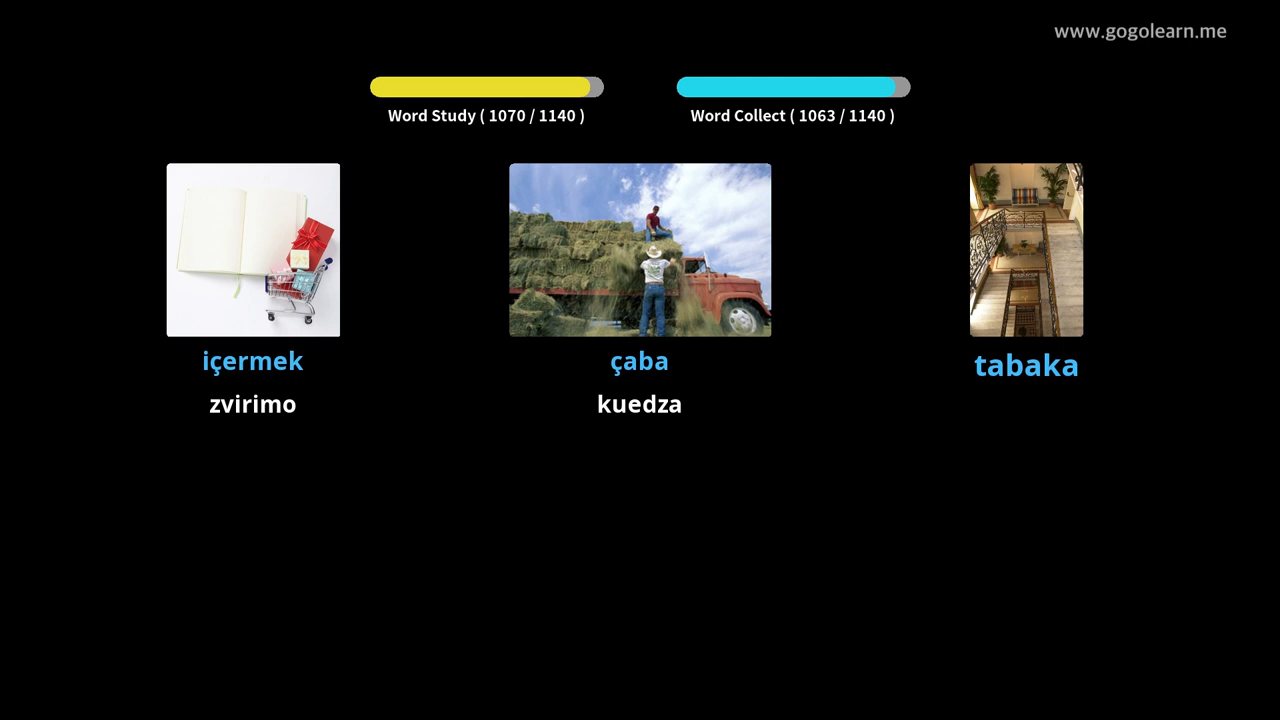 www.gogolearn.me
Word Study ( 1070 / 1140 )
Word Collect ( 1063 / 1140 )
içermek
çaba
tabaka
zvirimo
kuedza